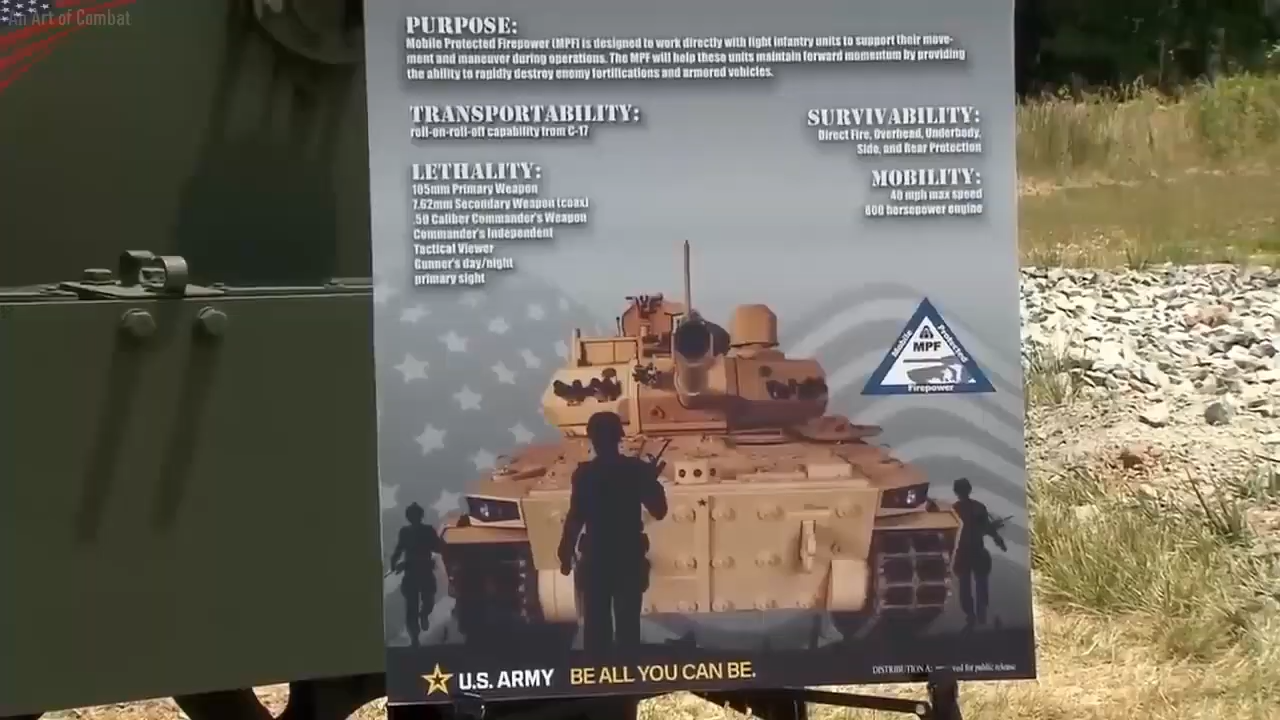 An Art of Combat
PURPOSE:
Mobile Protected Firepower (MPF) is designed to work directly with light infantry units to support their move-
ment and maneuver during operations. The MPF will help these units maintain forward momentum by providing
the ability to rapidly destroy enemy fortifications and armored vehicles.
TRANSPORTABILITY:
roll-on-roll-off capability from C-17
LETHALITY:
105mm Primary Weapon
7.62mm Secondary Weapon (coax)
.50 Caliber Commander's Weapon
Commander's Independent
Tactical Viewer
Gunner's day/night
primary sight
SURVIVABILITY:
Direct Fire, Overhead, Underbody,
Side, and Rear Protection
MOBILITY:
40 mph max speed
800 horsepower engine
MPF
Mobile Protected
Firepower
U.S. ARMY BE ALL YOU CAN BE.
DISTRIBUTION A: for public release